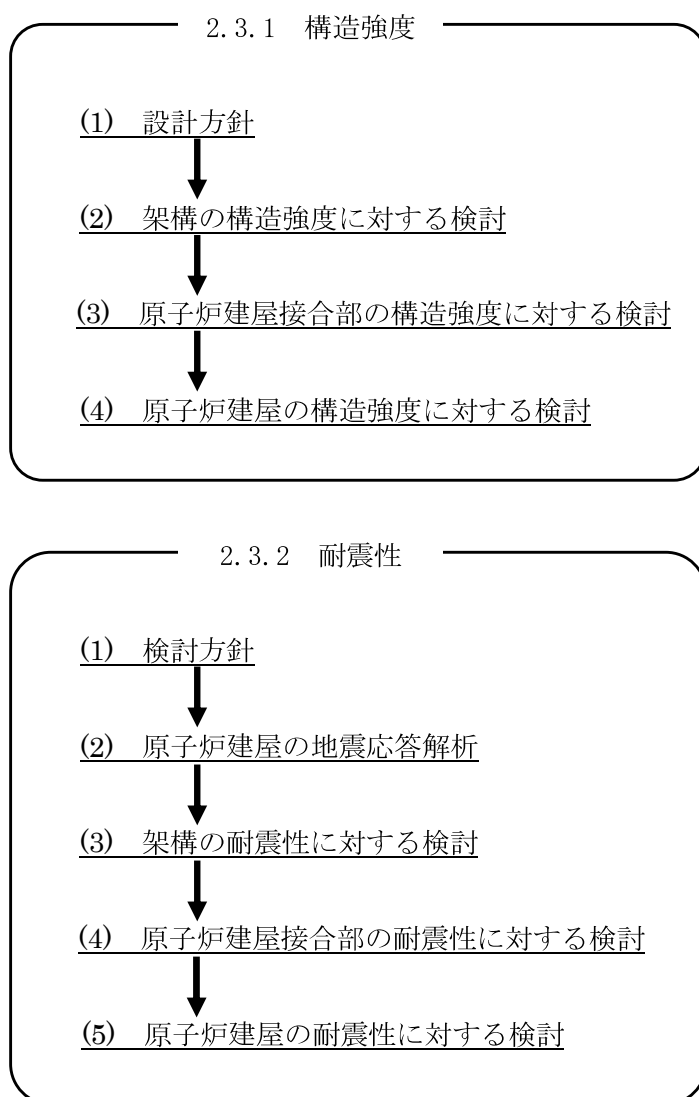 2.3.1 構造強度
(1) 設計方針
(2) 架構の構造強度に対する検討
(3) 原子炉建屋接合部の構造強度に対する検討
(4) 原子炉建屋の構造強度に対する検討
2.3.2 耐震性
(1) 検討方針
(2) 原子炉建屋の地震応答解析
(3) 架構の耐震性に対する検討
(4) 原子炉建屋接合部の耐震性に対する検討
(5) 原子炉建屋の耐震性に対する検討